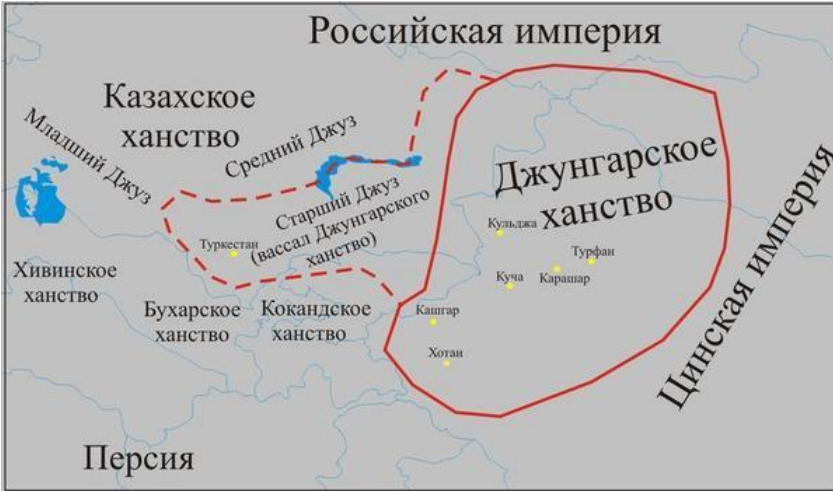 Российская империя
Казахское
ханство
Младший Джуз
Средний Джуз
Старший Джуз
(вассал Джунгарского
ханство)
Джунгарское
ханство
Цинская империя
Туркестан
Кульджа
Турфан
Куча
Карашар
Хивинское
ханство
Бухарское
ханство
Кокандское
ханство
Кашгар
Хотан
Персия